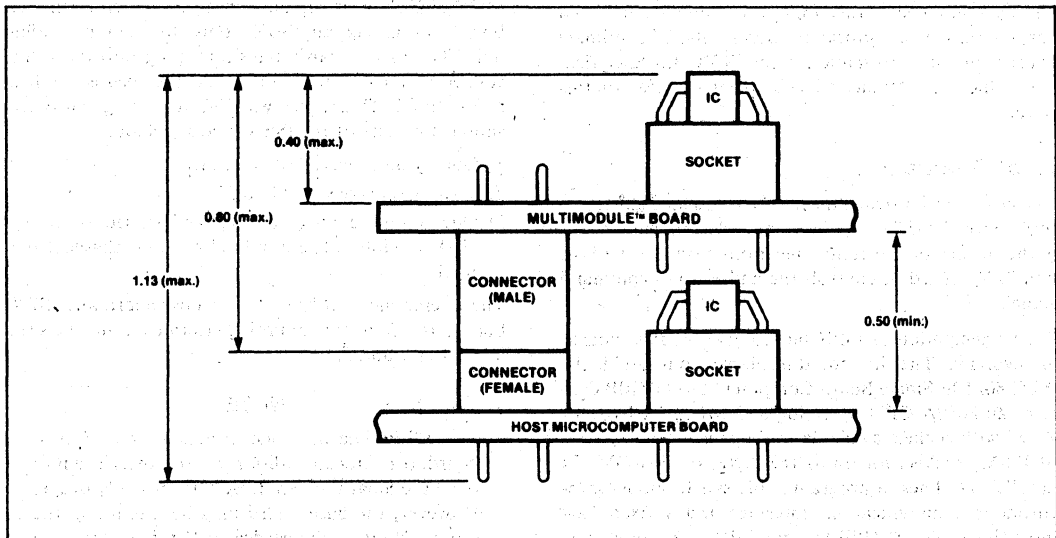 IC
0.40 (max.)
SOCKET
0.80 (max.)
MULTIMODULE™ BOARD
1.13 (max.)
CONNECTOR
(MALE)
IC
0.50 (min.)
CONNECTOR
(FEMALE)
SOCKET
HOST MICROCOMPUTER BOARD